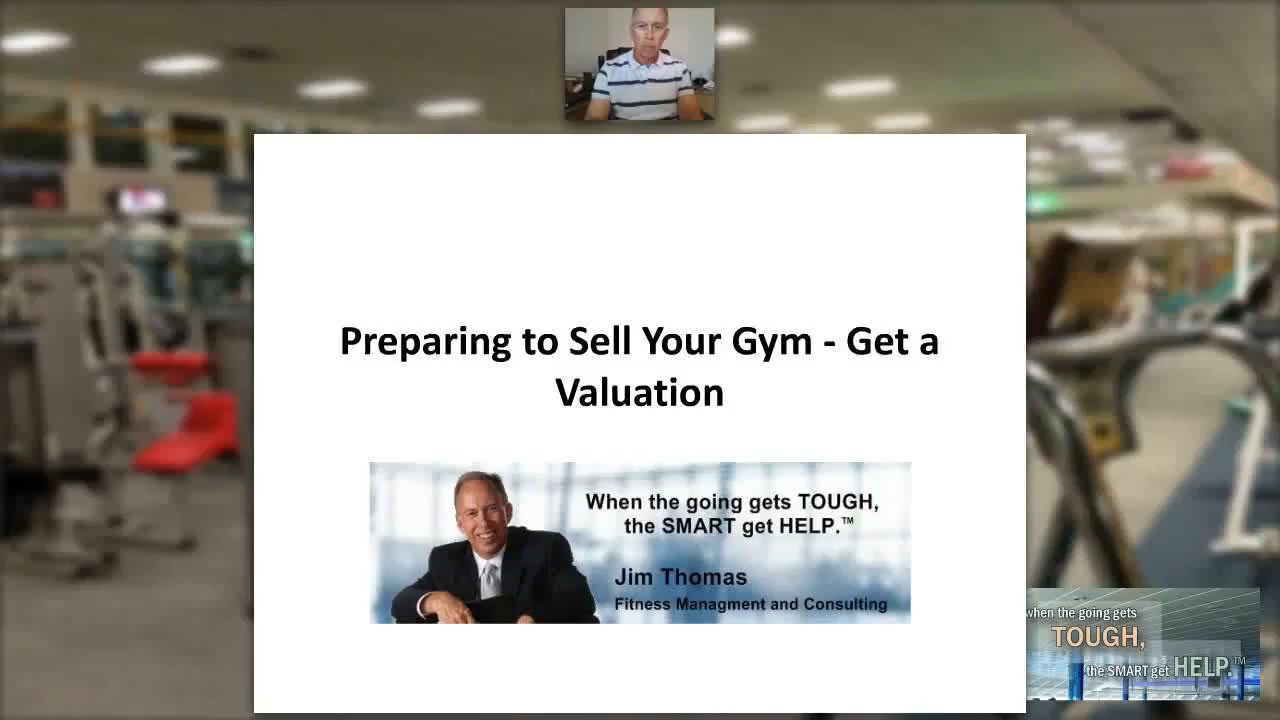 Preparing to Sell Your Gym - Get a
Valuation
When the going gets TOUGH,
the SMART get HELP.™
Jim Thomas
Fitness Managment and Consulting
when the going gets
TOUGH,
the SMART get HELP.™